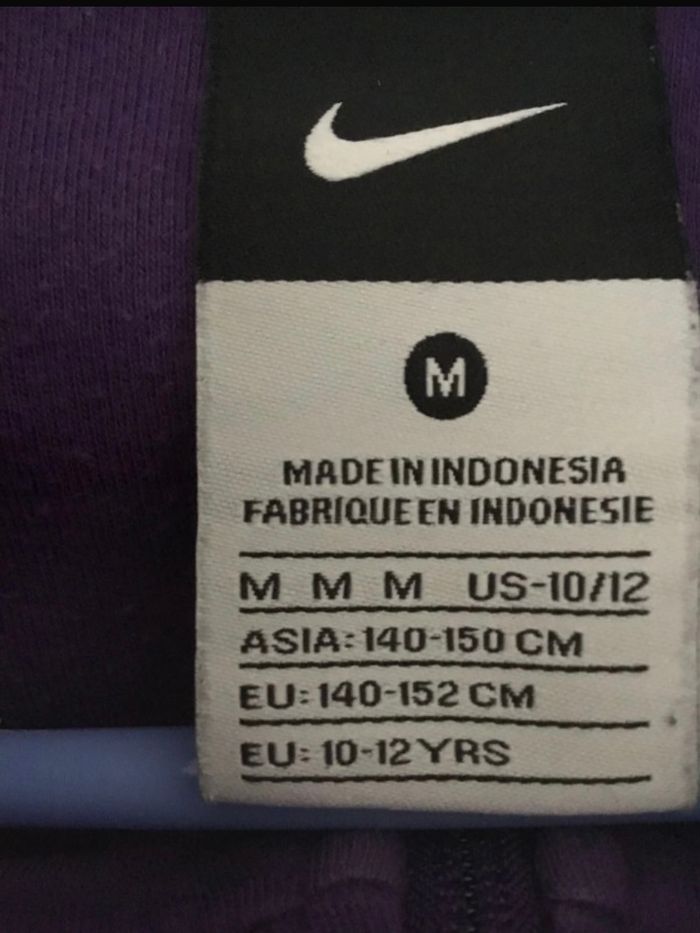 M
MADE IN INDONESIA
FABRIQUE EN INDONESIE
M M M US-10/12
ASIA: 140-150 CM
EU: 140-152 CM
EU: 10-12 YRS